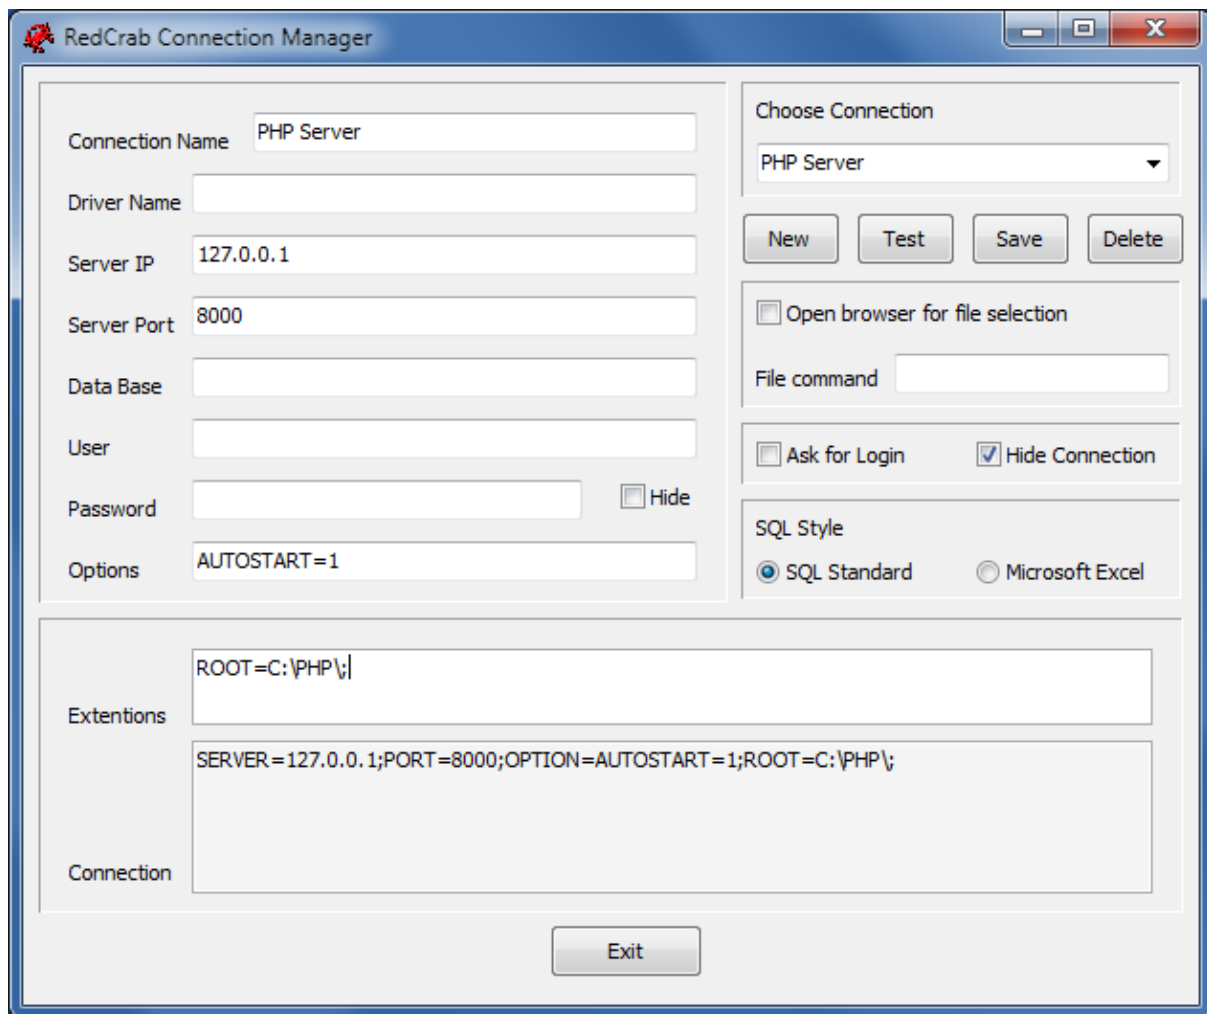 RedCrab Connection Manager
Connection Name PHP Server
Driver Name
Server IP 127.0.0.1
Server Port 8000
Data Base
User
Password Hide
Options AUTOSTART=1
Choose Connection
PHP Server
New Test Save Delete
Open browser for file selection
File command
Ask for Login Hide Connection
SQL Style
SQL Standard Microsoft Excel
Extentions ROOT=C:\PHP\;
Connection SERVER=127.0.0.1;PORT=8000;OPTION=AUTOSTART=1;ROOT=C:\PHP\;
Exit